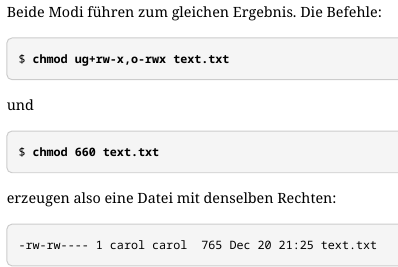 Beide Modi führen zum gleichen Ergebnis. Die Befehle:
$ chmod ug+rw-x,o-rwx text.txt
und
$ chmod 660 text.txt
erzeugen also eine Datei mit denselben Rechten:
-rw-rw---- 1 carol carol  765 Dec 20 21:25 text.txt